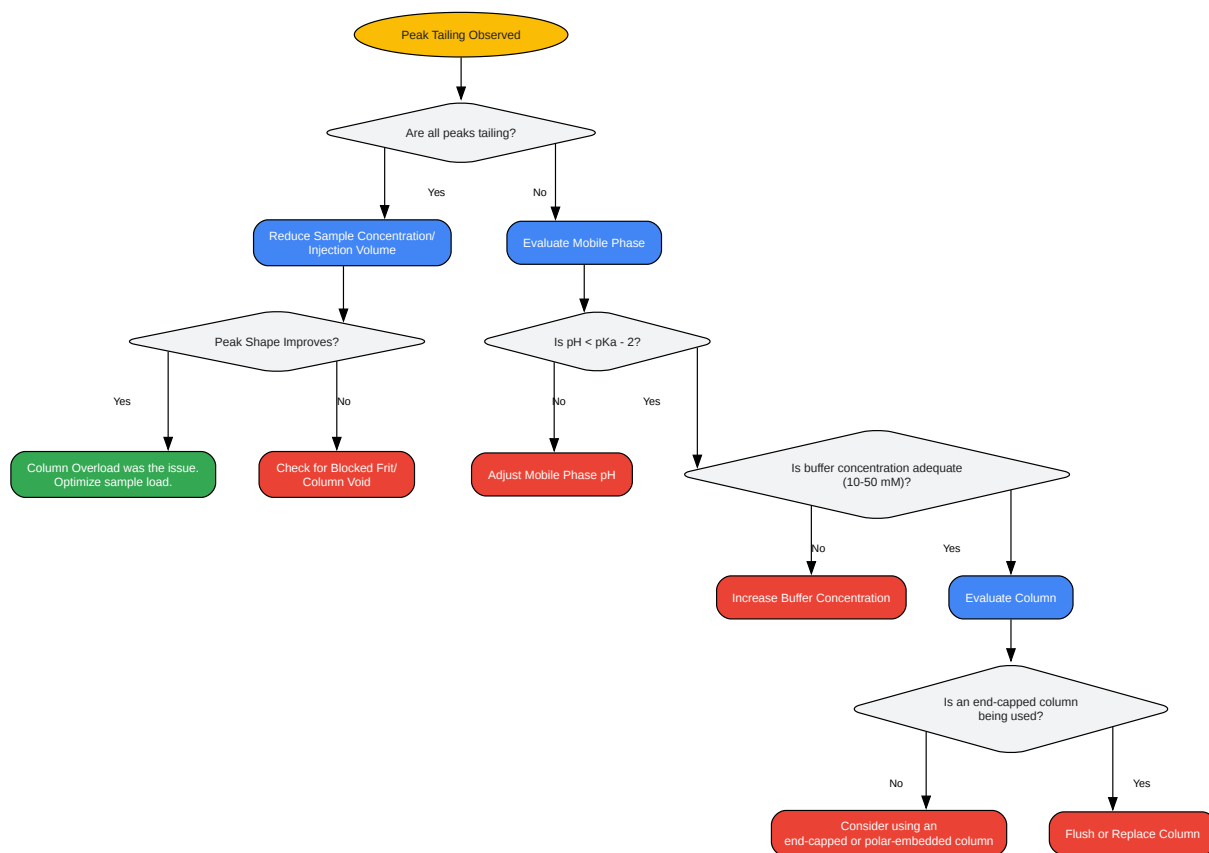 Peak Tailing Observed
Are all peaks tailing?
Yes
No
Reduce Sample Concentration/
Injection Volume
Evaluate Mobile Phase
Peak Shape Improves?
Is pH < pKa - 2?
Yes
No
No
Yes
Column Overload was the issue.
Optimize sample load.
Check for Blocked Frit/
Column Void
Adjust Mobile Phase pH
Is buffer concentration adequate
(10-50 mM)?
No
Yes
Increase Buffer Concentration
Evaluate Column
Is an end-capped column
being used?
No
Yes
Consider using an
end-capped or polar-embedded column
Flush or Replace Column